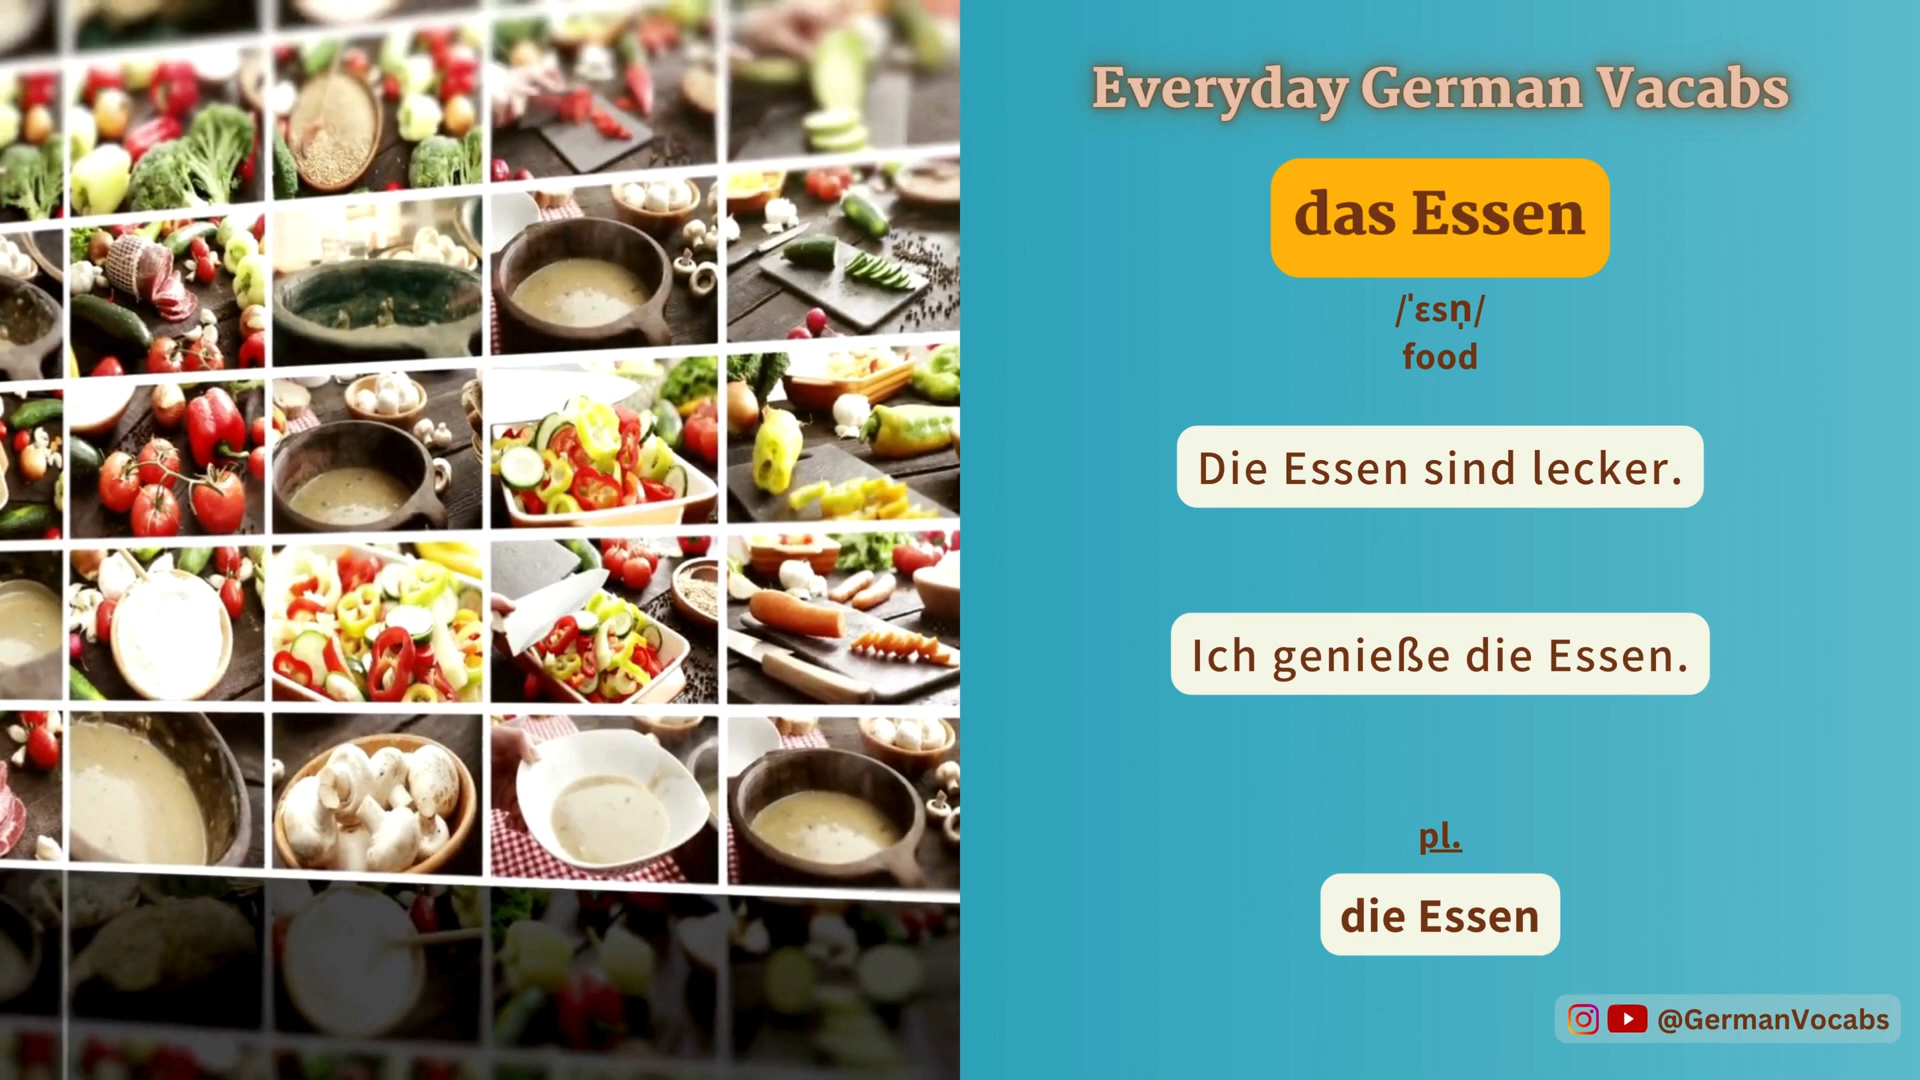 Everyday German Vacabs
das Essen
/ˈɛsn̩/
food
Die Essen sind lecker.
Ich genieße die Essen.
pl.
die Essen
@GermanVocabs